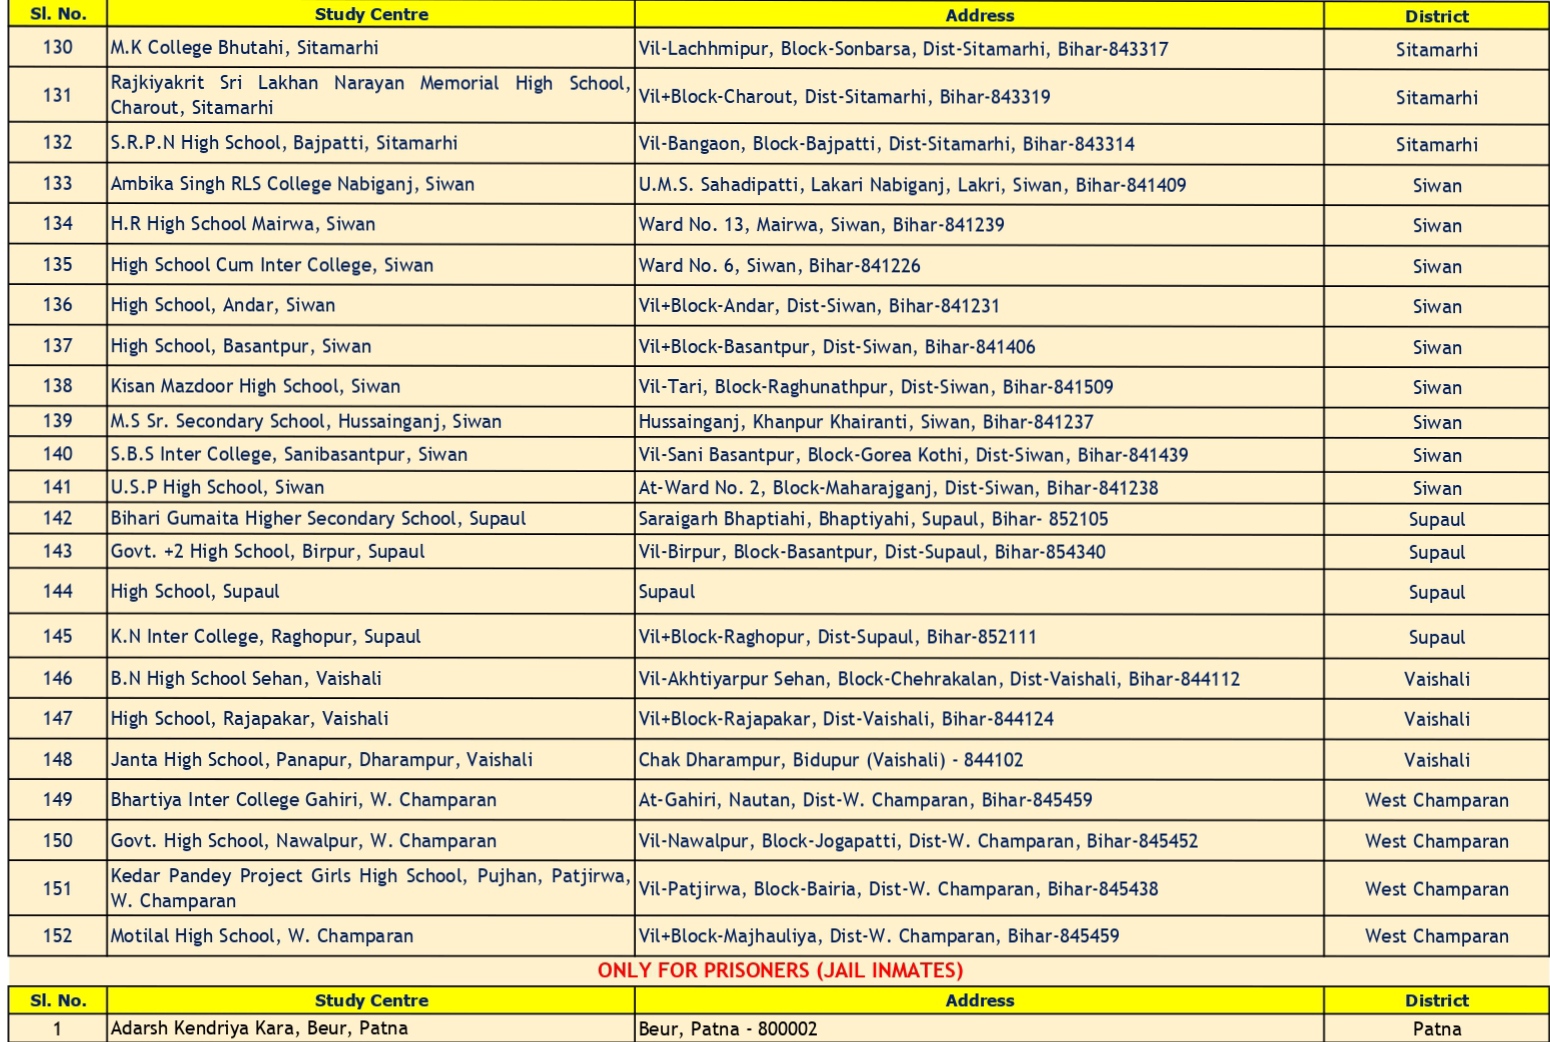 Sl. No. Study Centre Address District
130 M.K College Bhutahi, Sitamarhi Vil-Lachhmipur, Block-Sonbarsa, Dist-Sitamarhi, Bihar-843317 Sitamarhi
131 Rajkiyakrit Sri Lakhan Narayan Memorial High School, Vil+Block-Charout, Dist-Sitamarhi, Bihar-843319 Sitamarhi
Charout, Sitamarhi
132 S.R.P.N High School, Bajpatti, Sitamarhi Vil-Bangaon, Block-Bajpatti, Dist-Sitamarhi, Bihar-843314 Sitamarhi
133 Ambika Singh RLS College Nabiganj, Siwan U.M.S. Sahadipatti, Lakari Nabiganj, Lakri, Siwan, Bihar-841409 Siwan
134 H.R High School Mairwa, Siwan Ward No. 13, Mairwa, Siwan, Bihar-841239 Siwan
135 High School Cum Inter College, Siwan Ward No. 6, Siwan, Bihar-841226 Siwan
136 High School, Andar, Siwan Vil+Block-Andar, Dist-Siwan, Bihar-841231 Siwan
137 High School, Basantpur, Siwan Vil+Block-Basantpur, Dist-Siwan, Bihar-841406 Siwan
138 Kisan Mazdoor High School, Siwan Vil-Tari, Block-Raghunathpur, Dist-Siwan, Bihar-841509 Siwan
139 M.S Sr. Secondary School, Hussainganj, Siwan Hussainganj, Khanpur Khairanti, Siwan, Bihar-841237 Siwan
140 S.B.S Inter College, Sanibasantpur, Siwan Vil-Sani Basantpur, Block-Gorea Kothi, Dist-Siwan, Bihar-841439 Siwan
141 U.S.P High School, Siwan At-Ward No. 2, Block-Maharajganj, Dist-Siwan, Bihar-841238 Siwan
142 Bihari Gumaita Higher Secondary School, Supaul Saraigarh Bhaptiahi, Bhaptiyahi, Supaul, Bihar- 852105 Supaul
143 Govt. +2 High School, Birpur, Supaul Vil-Birpur, Block-Basantpur, Dist-Supaul, Bihar-854340 Supaul
144 High School, Supaul Supaul Supaul
145 K.N Inter College, Raghopur, Supaul Vil+Block-Raghopur, Dist-Supaul, Bihar-852111 Supaul
146 B.N High School Sehan, Vaishali Vil-Akhtiyarpur Sehan, Block-Chehrakalan, Dist-Vaishali, Bihar-844112 Vaishali
147 High School, Rajapakar, Vaishali Vil+Block-Rajapakar, Dist-Vaishali, Bihar-844124 Vaishali
148 Janta High School, Panapur, Dharampur, Vaishali Chak Dharampur, Bidupur (Vaishali) - 844102 Vaishali
149 Bhartiya Inter College Gahiri, W. Champaran At-Gahiri, Nautan, Dist-W. Champaran, Bihar-845459 West Champaran
150 Govt. High School, Nawalpur, W. Champaran Vil-Nawalpur, Block-Jogapatti, Dist-W. Champaran, Bihar-845452 West Champaran
151 Kedar Pandey Project Girls High School, Pujhan, Patjirwa, Vil-Patjirwa, Block-Bairia, Dist-W. Champaran, Bihar-845438 West Champaran
W. Champaran
152 Motilal High School, W. Champaran Vil+Block-Majhauliya, Dist-W. Champaran, Bihar-845459 West Champaran
ONLY FOR PRISONERS (JAIL INMATES)
Sl. No. Study Centre Address District
1 Adarsh Kendriya Kara, Beur, Patna Beur, Patna - 800002 Patna